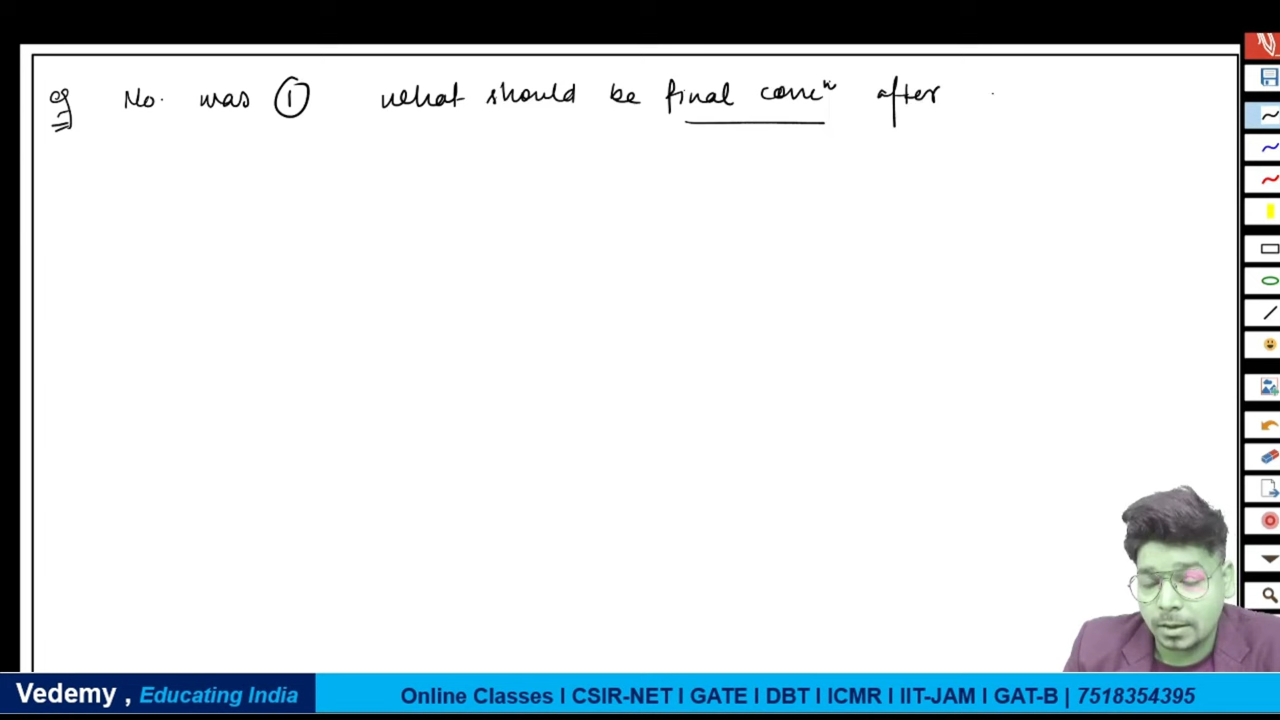 eg No. was ① what should be final concn after
Vedemy , Educating India
Online Classes I CSIR-NET I GATE I DBT I ICMR I IIT-JAM I GAT-B | 7518354395